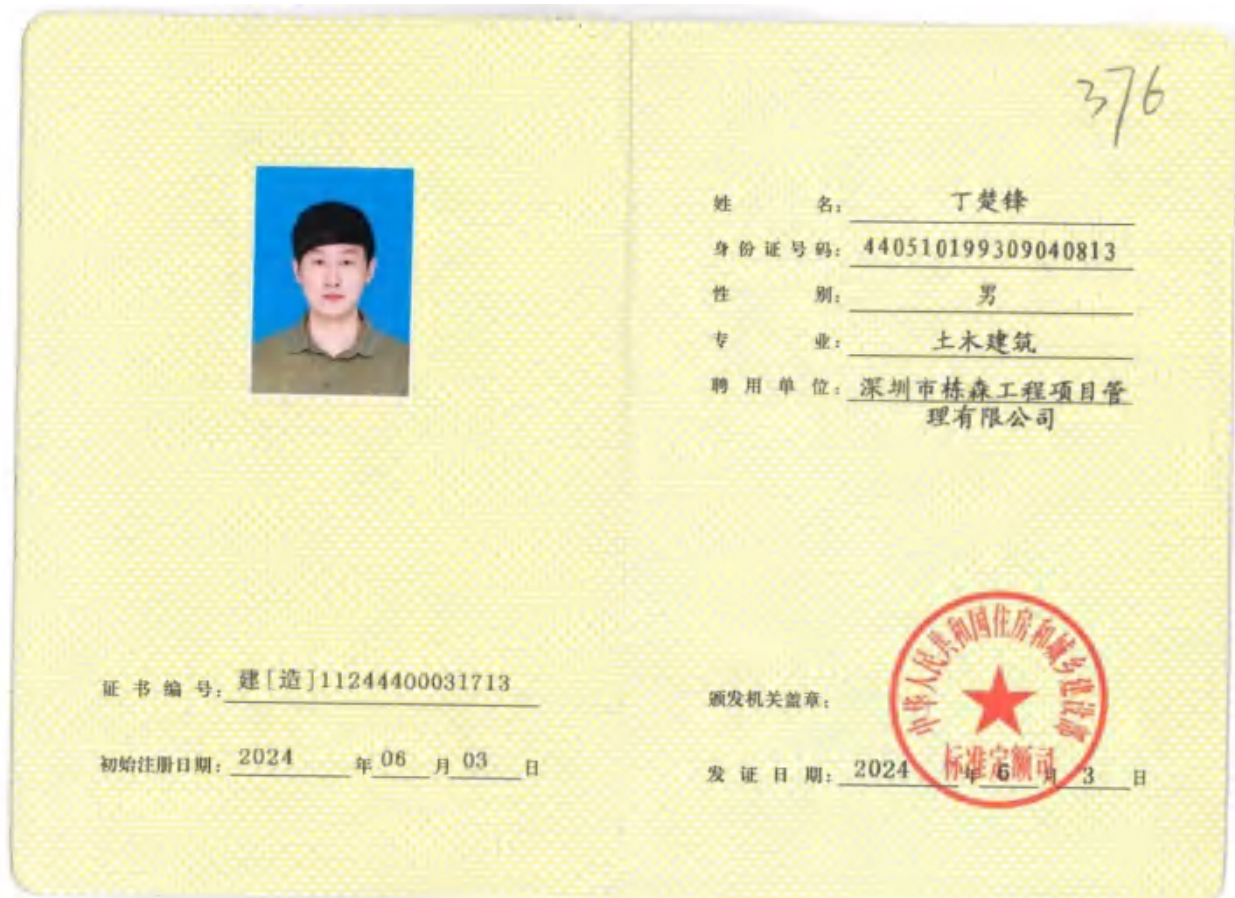 376
姓 名: 丁楚锋
身份证号码: 440510199309040813
性 别: 男
专 业: 土木建筑
聘用单位: 深圳市栋森工程项目管
理有限公司
证书编号: 建[造]11244400031713
初始注册日期: 2024 年 06 月 03 日
颁发机关盖章:
中华人民共和国住房和城乡建设部
标准定额司
发证日期: 2024 年 6 月 3 日